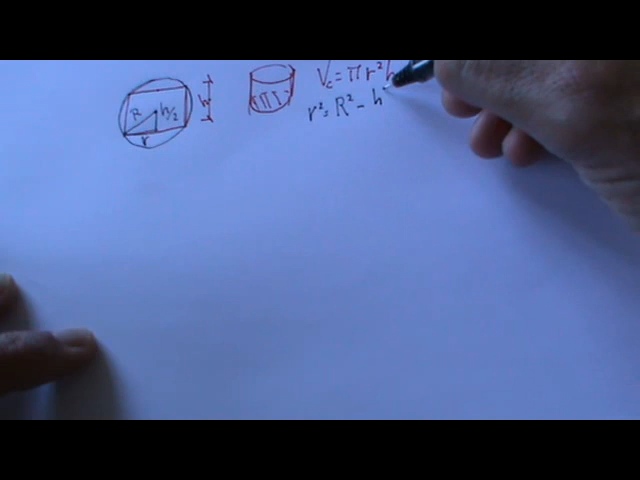 R h/2
r
h
V_c = π r² h
r² = R² - h